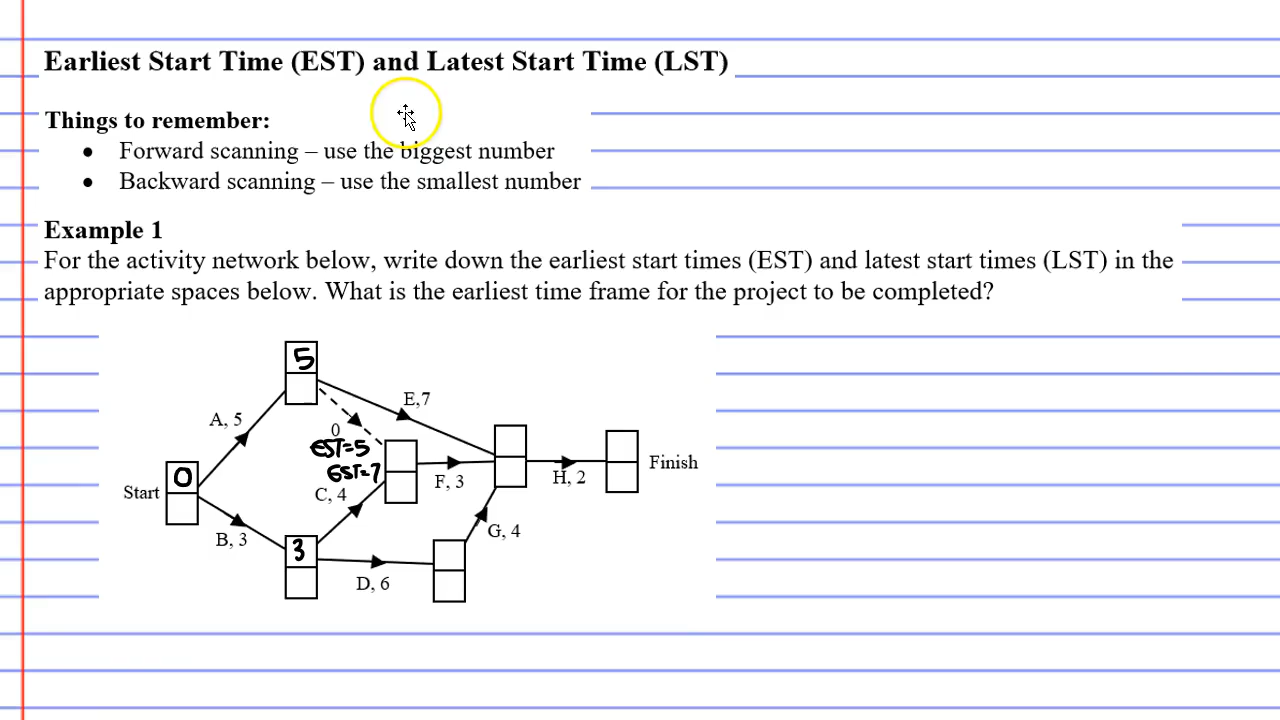 Earliest Start Time (EST) and Latest Start Time (LST)
Things to remember:
• Forward scanning – use the biggest number
• Backward scanning – use the smallest number
Example 1
For the activity network below, write down the earliest start times (EST) and latest start times (LST) in the
appropriate spaces below. What is the earliest time frame for the project to be completed?
5
E,7
A, 5
0
EST=5
EST=7
0
Start
C, 4
F, 3
H, 2
Finish
B, 3
3
G, 4
D, 6